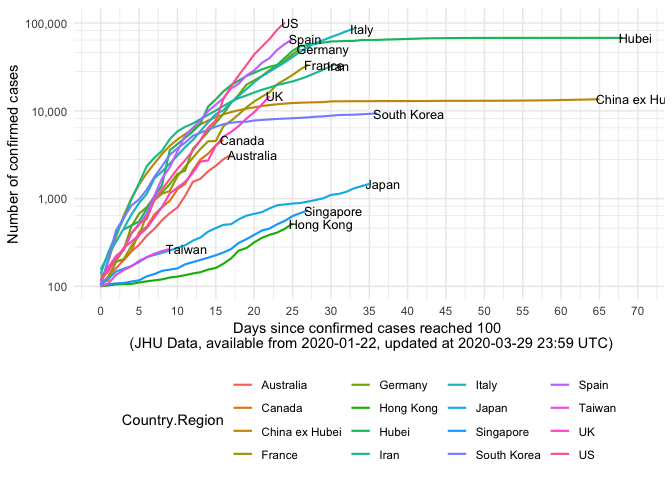 100,000
10,000
1,000
100
Number of confirmed cases
US
Italy
Spain
Hubei
Germany
France
Iran
UK
China ex Hu
South Korea
Canada
Australia
Japan
Singapore
Hong Kong
Taiwan
0 5 10 15 20 25 30 35 40 45 50 55 60 65 70
Days since confirmed cases reached 100
(JHU Data, available from 2020-01-22, updated at 2020-03-29 23:59 UTC)
Country.Region
Australia Germany Italy Spain
Canada Hong Kong Japan Taiwan
China ex Hubei Hubei Singapore UK
France Iran South Korea US